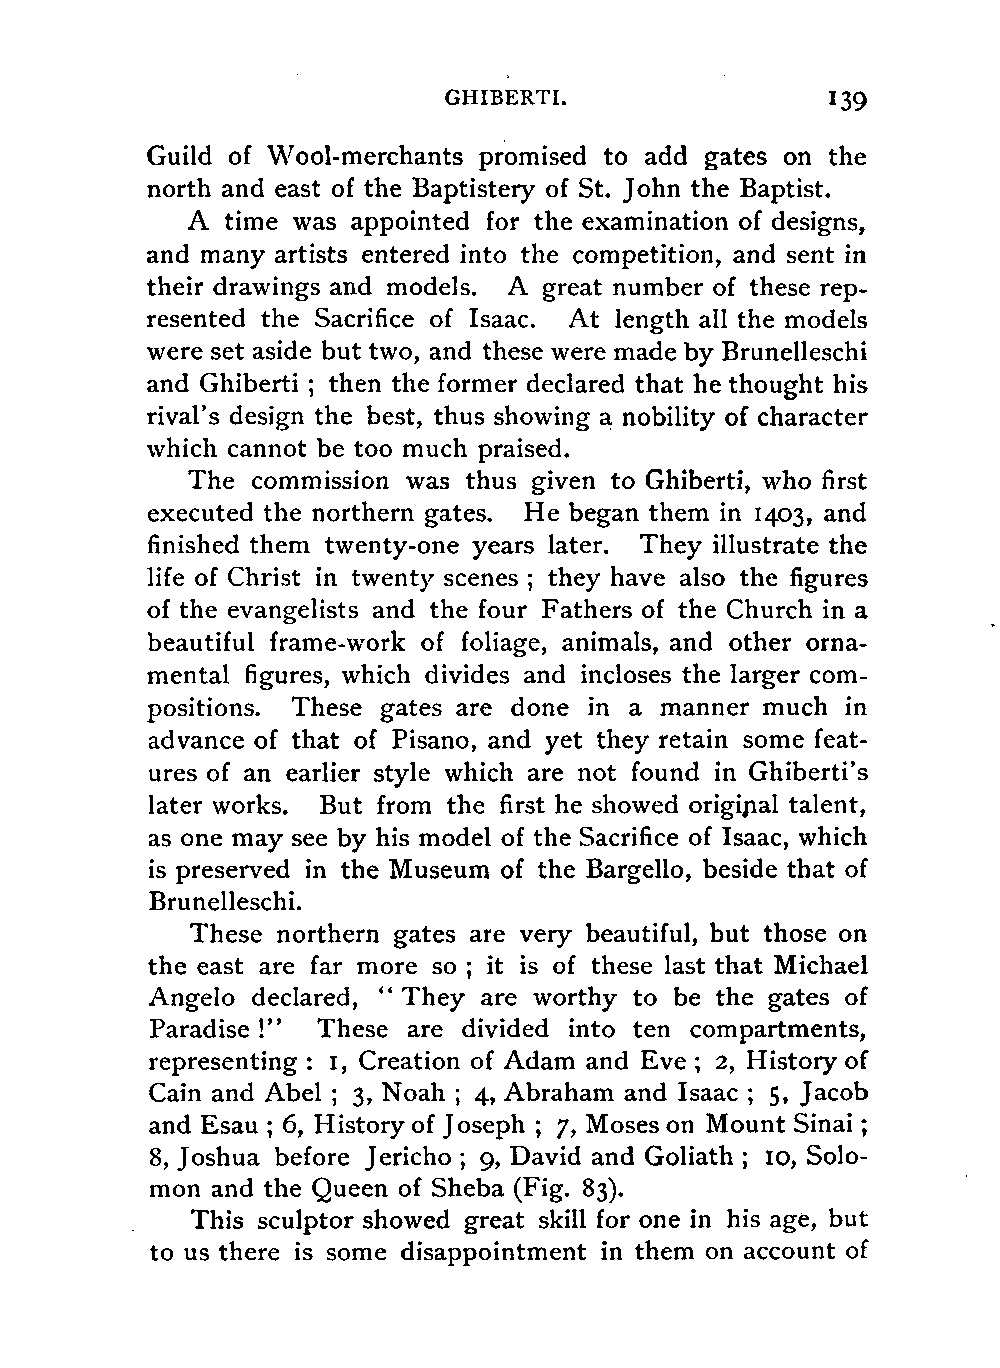 GHIBERTI. 139
Guild of Wool-merchants promised to add gates on the
north and east of the Baptistery of St. John the Baptist.
A time was appointed for the examination of designs,
and many artists entered into the competition, and sent in
their drawings and models. A great number of these rep-
resented the Sacrifice of Isaac. At length all the models
were set aside but two, and these were made by Brunelleschi
and Ghiberti ; then the former declared that he thought his
rival's design the best, thus showing a nobility of character
which cannot be too much praised.
The commission was thus given to Ghiberti, who first
executed the northern gates. He began them in 1403, and
finished them twenty-one years later. They illustrate the
life of Christ in twenty scenes ; they have also the figures
of the evangelists and the four Fathers of the Church in a
beautiful frame-work of foliage, animals, and other orna-
mental figures, which divides and incloses the larger com-
positions. These gates are done in a manner much in
advance of that of Pisano, and yet they retain some feat-
ures of an earlier style which are not found in Ghiberti's
later works. But from the first he showed original talent,
as one may see by his model of the Sacrifice of Isaac, which
is preserved in the Museum of the Bargello, beside that of
Brunelleschi.
These northern gates are very beautiful, but those on
the east are far more so ; it is of these last that Michael
Angelo declared, " They are worthy to be the gates of
Paradise !" These are divided into ten compartments,
representing : 1, Creation of Adam and Eve ; 2, History of
Cain and Abel ; 3, Noah ; 4, Abraham and Isaac ; 5, Jacob
and Esau ; 6, History of Joseph ; 7, Moses on Mount Sinai ;
8, Joshua before Jericho ; 9, David and Goliath ; 10, Solo-
mon and the Queen of Sheba (Fig. 83).
This sculptor showed great skill for one in his age, but
to us there is some disappointment in them on account of